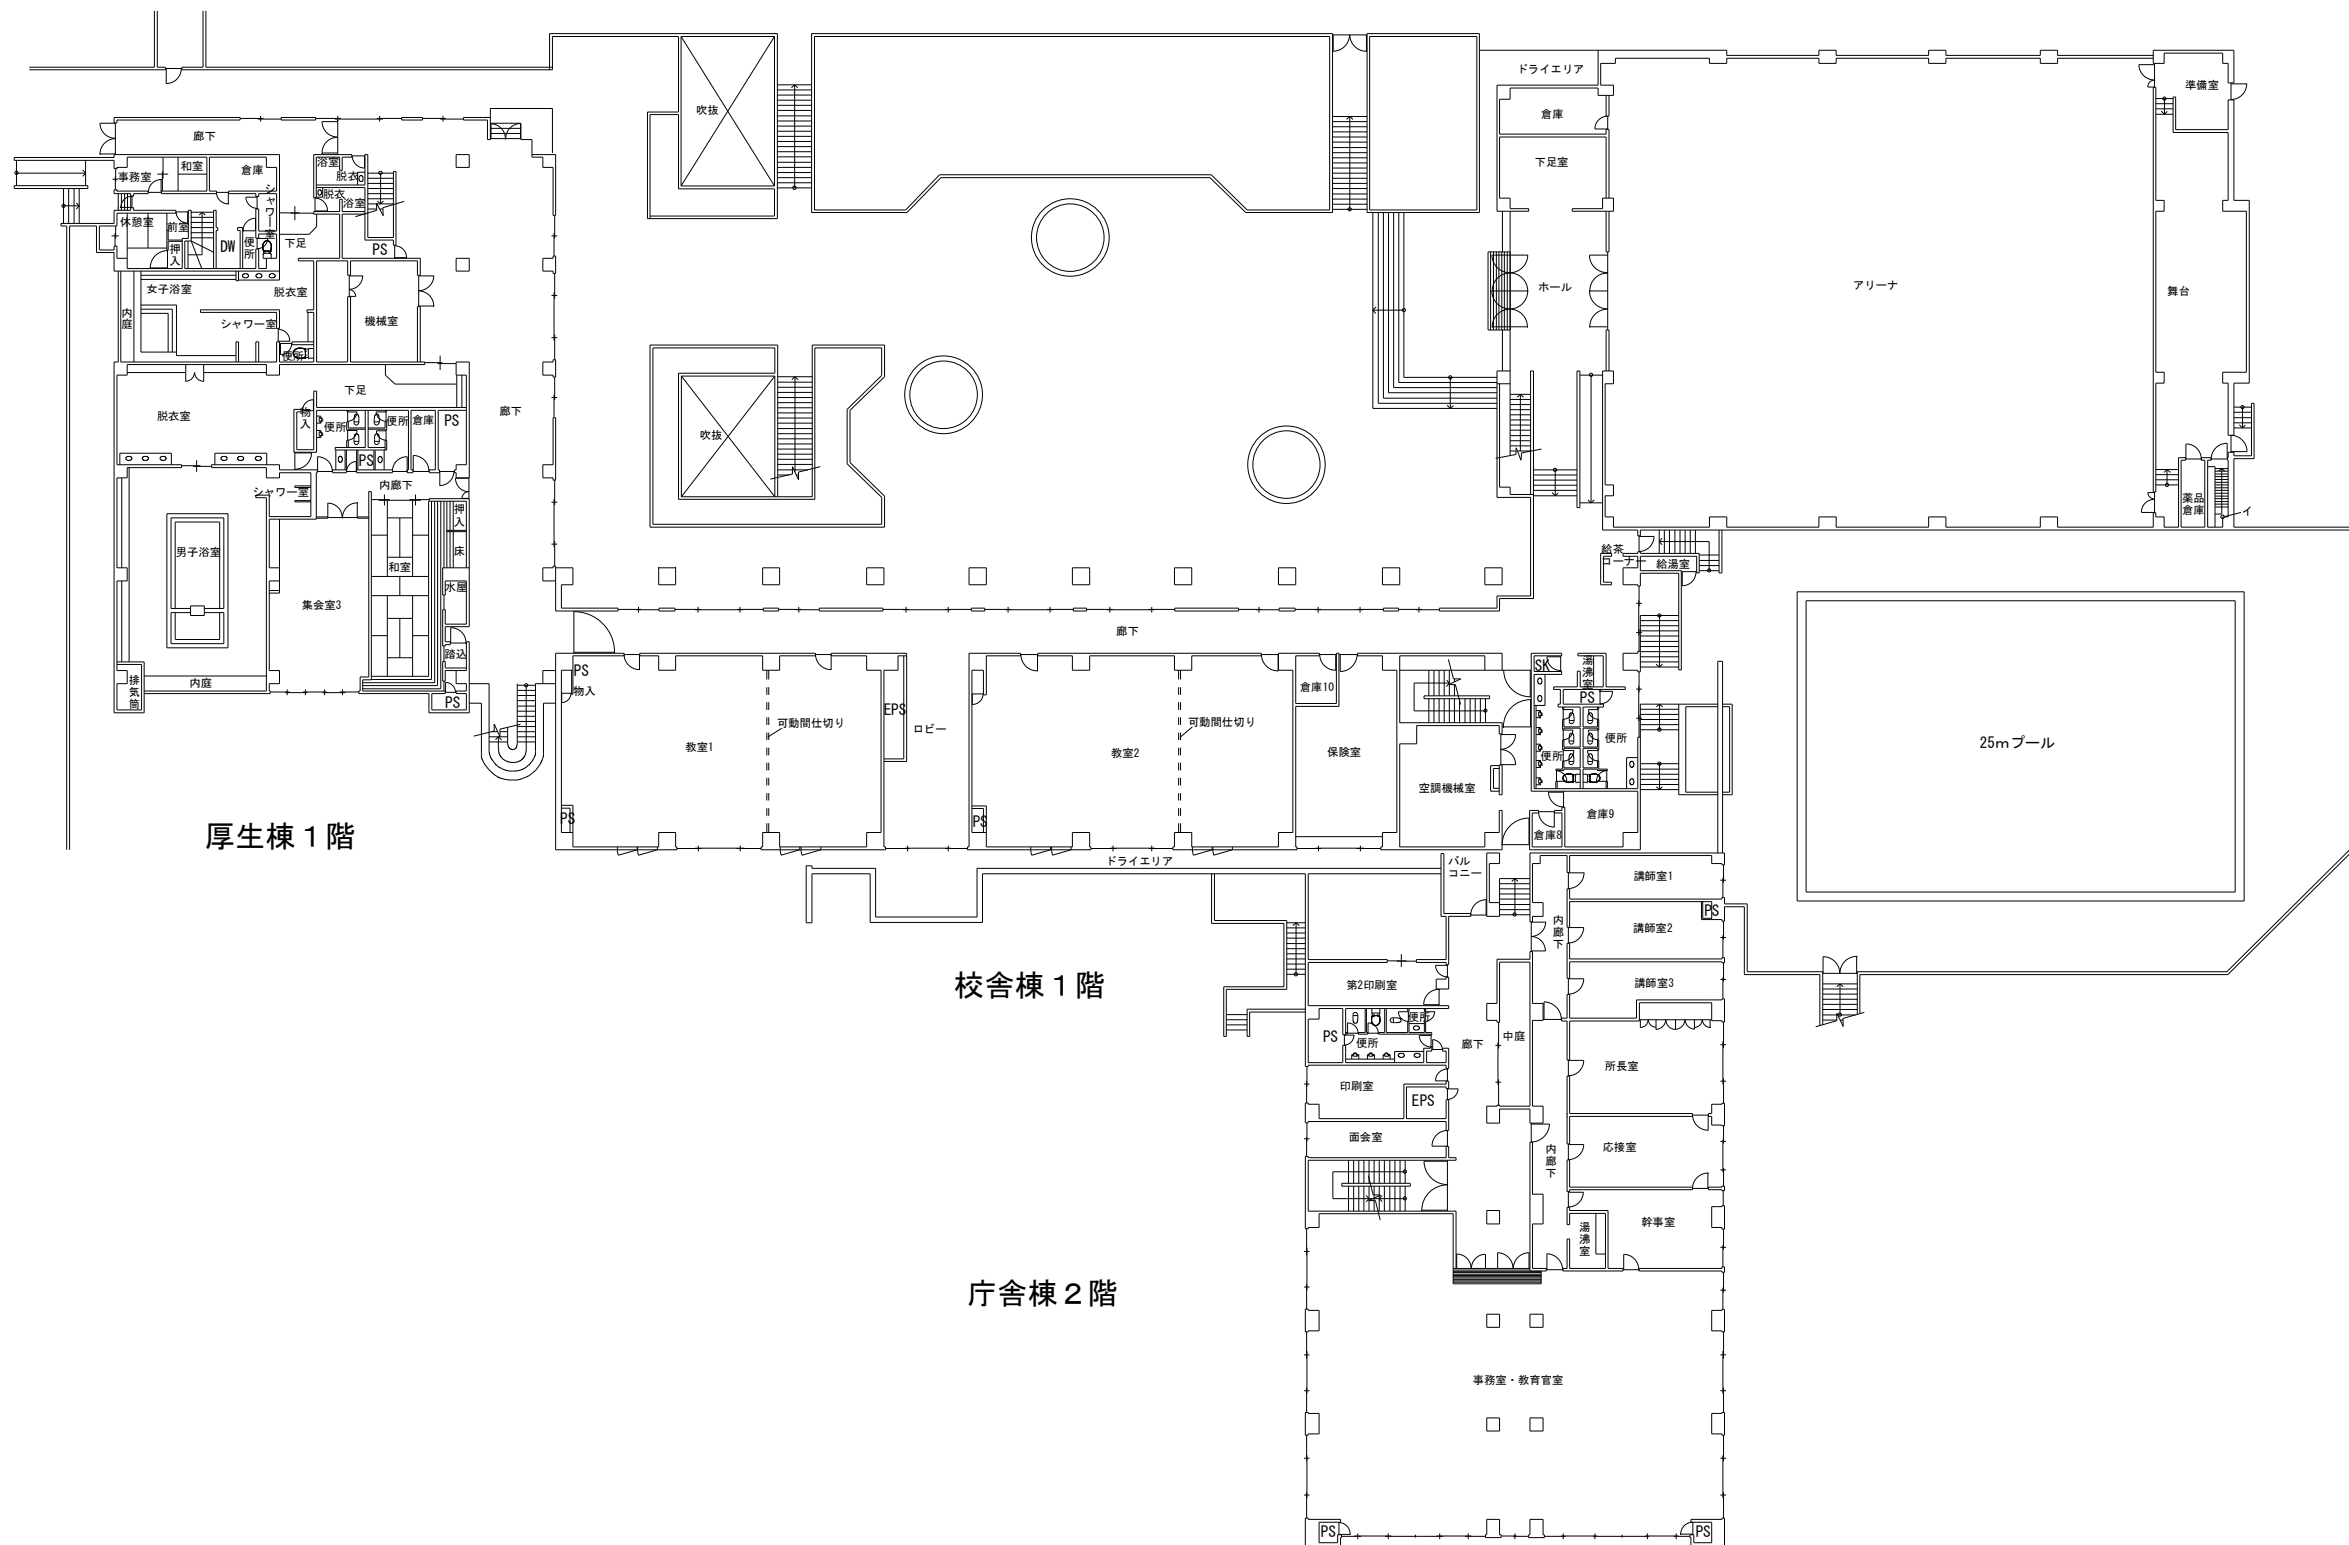 ドライエリア
準備室
吹抜
倉庫
廊下
下足室
事務室
和室
倉庫
シャワー室
浴室
脱衣
脱衣
浴室
休憩室
前室
押入
DW
便所
下足
PS
女子浴室
脱衣室
内庭
シャワー室
便所
機械室
ホール
アリーナ
舞台
下足
脱衣室
物入
便所
便所
倉庫
PS
PS
廊下
吹抜
シャワー室
内廊下
押入
床
男子浴室
和室
集会室3
水屋
踏込
排気筒
内庭
PS
薬品倉庫
イ
給茶
コーナー
給湯室
廊下
PS
物入
教室1
可動間仕切り
EPS
ロビー
PS
教室2
可動間仕切り
PS
倉庫10
保険室
空調機械室
SK
湯沸室
PS
便所
便所
倉庫9
倉庫8
25mプール
厚生棟1階
ドライエリア
バル
コニー
講師室1
内廊下
講師室2
PS
講師室3
校舎棟1階
第2印刷室
PS
便所
便所
廊下
中庭
所長室
印刷室
EPS
面会室
内廊下
応接室
湯沸室
幹事室
庁舎棟2階
事務室・教育官室
PS
PS